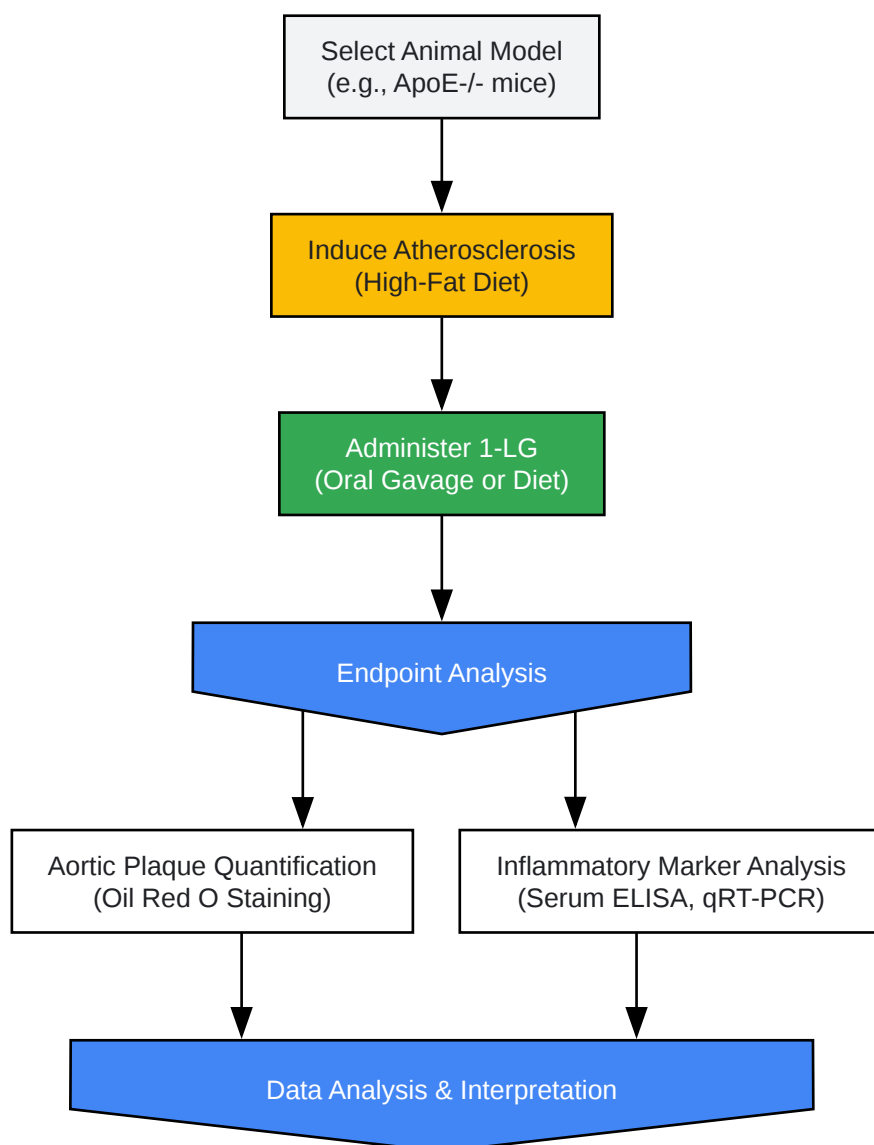 Select Animal Model
(e.g., ApoE-/- mice)
Induce Atherosclerosis
(High-Fat Diet)
Administer 1-LG
(Oral Gavage or Diet)
Endpoint Analysis
Aortic Plaque Quantification
(Oil Red O Staining)
Inflammatory Marker Analysis
(Serum ELISA, qRT-PCR)
Data Analysis & Interpretation